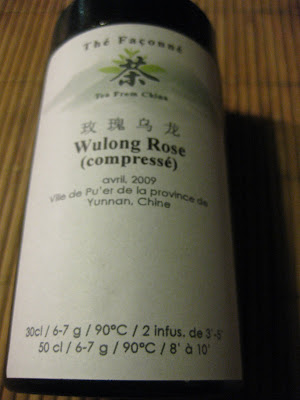 Thé Façonné
茶
Tea From China
玫瑰乌龙
Wulong Rose
(compressé)
avril, 2009
Ville de Pu'er de la province de
Yunnan, Chine
30cl / 6-7 g / 90°C / 2 infus. de 3'-5'
50 cl / 6-7 g / 90°C / 8' à 10'